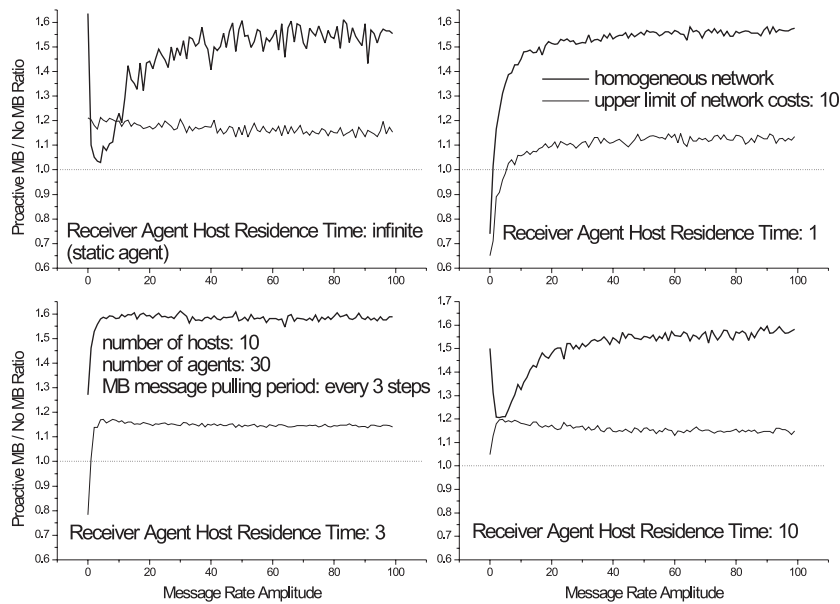 Proactive MB / No MB Ratio
1.6
1.5
1.4
1.3
1.2
1.1
1.0
0.9
0.8
0.7
0.6
Receiver Agent Host Residence Time: infinite
(static agent)
0 20 40 60 80 100
1.6
1.5
1.4
1.3
1.2
1.1
1.0
0.9
0.8
0.7
0.6
homogeneous network
upper limit of network costs: 10
Receiver Agent Host Residence Time: 1
0 20 40 60 80 100
Proactive MB / No MB Ratio
1.6
1.5
1.4
1.3
1.2
1.1
1.0
0.9
0.8
0.7
0.6
number of hosts: 10
number of agents: 30
MB message pulling period: every 3 steps
Receiver Agent Host Residence Time: 3
0 20 40 60 80 100
Message Rate Amplitude
1.6
1.5
1.4
1.3
1.2
1.1
1.0
0.9
0.8
0.7
0.6
Receiver Agent Host Residence Time: 10
0 20 40 60 80 100
Message Rate Amplitude